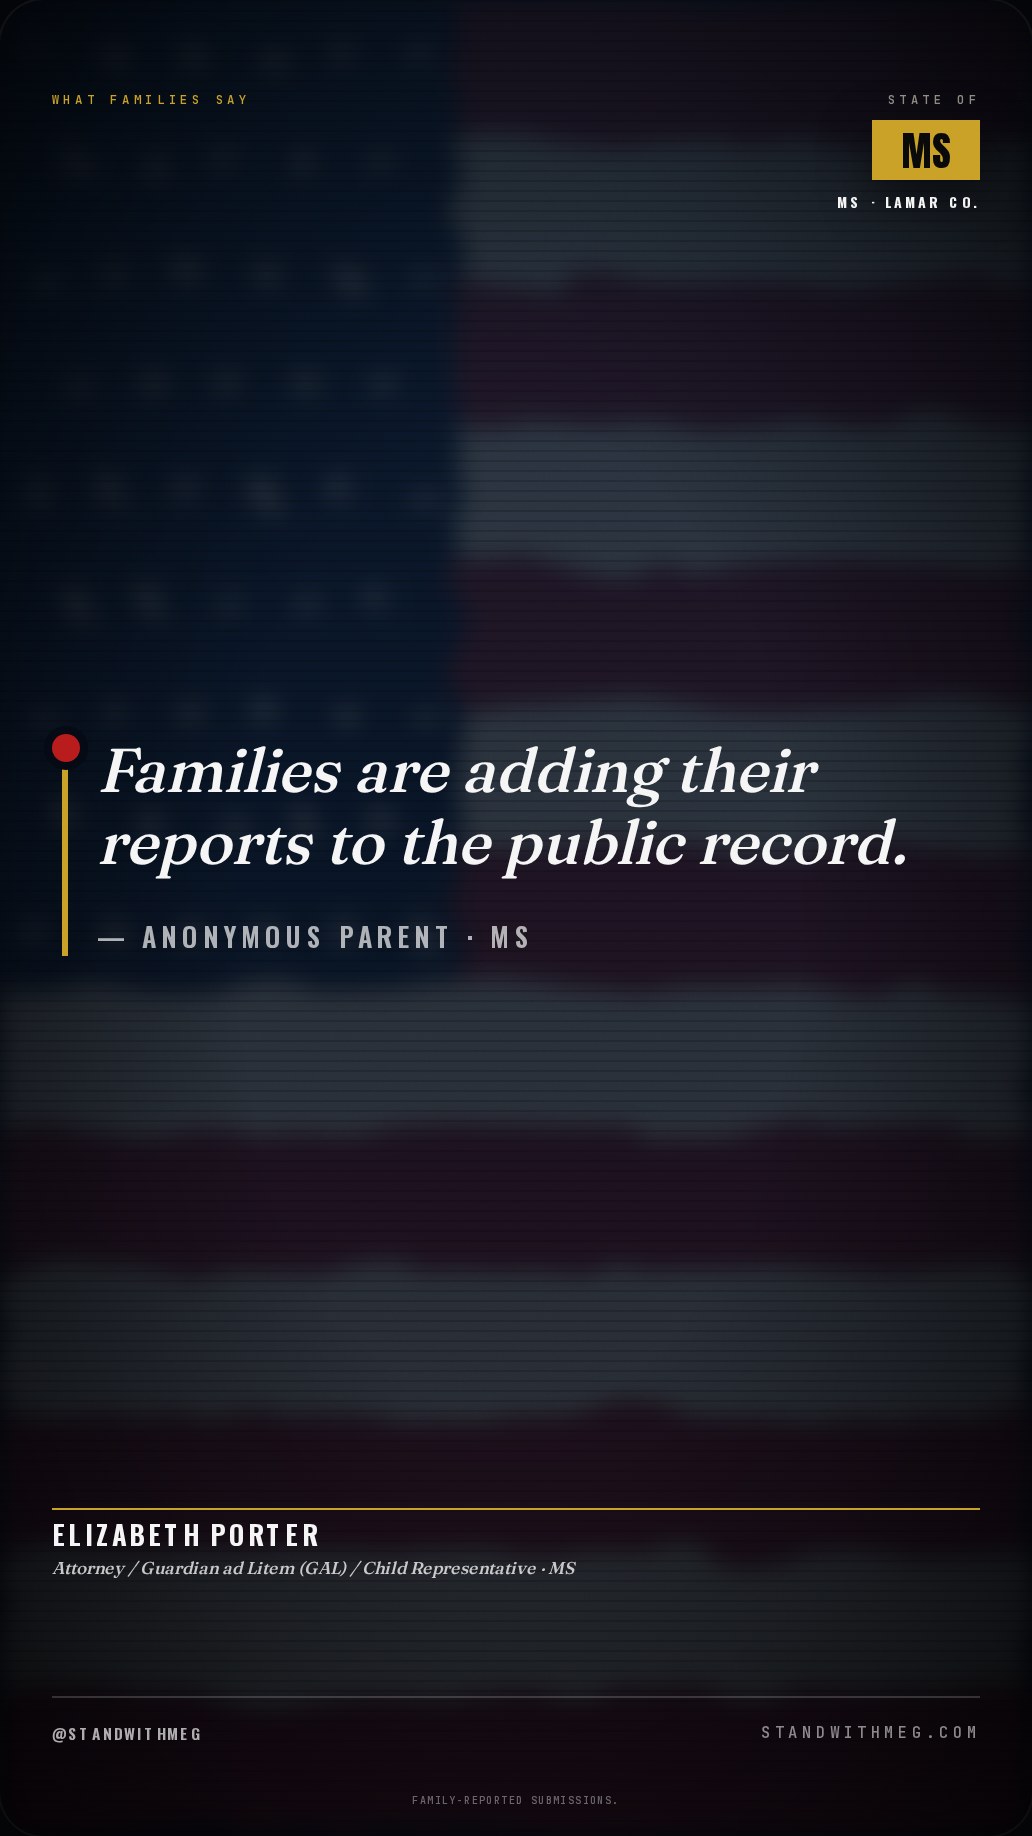 WHAT FAMILIES SAY
STATE OF
MS
MS · LAMAR CO.
Families are adding their
reports to the public record.
— ANONYMOUS PARENT · MS
ELIZABETH PORTER
Attorney / Guardian ad Litem (GAL) / Child Representative · MS
@STANDWITHMEG
STANDWITHMEG.COM
FAMILY-REPORTED SUBMISSIONS.